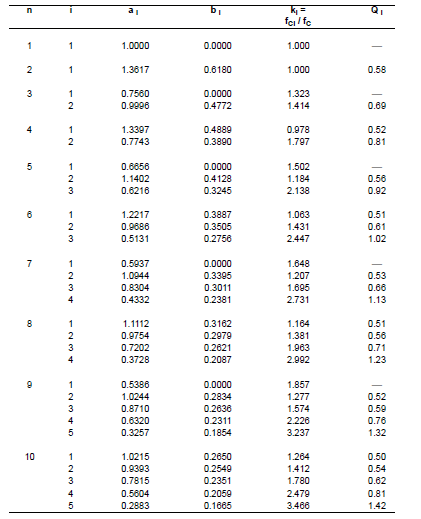 n i a i b i ki =
fCi / fC Q i
1 1 1.0000 0.0000 1.000 —
2 1 1.3617 0.6180 1.000 0.58
3 1 0.7560 0.0000 1.323 —
2 0.9996 0.4772 1.414 0.69
4 1 1.3397 0.4889 0.978 0.52
2 0.7743 0.3890 1.797 0.81
5 1 0.6656 0.0000 1.502 —
2 1.1402 0.4128 1.184 0.56
3 0.6216 0.3245 2.138 0.92
6 1 1.2217 0.3887 1.063 0.51
2 0.9686 0.3505 1.431 0.61
3 0.5131 0.2756 2.447 1.02
7 1 0.5937 0.0000 1.648 —
2 1.0944 0.3395 1.207 0.53
3 0.8304 0.3011 1.695 0.66
4 0.4332 0.2381 2.731 1.13
8 1 1.1112 0.3162 1.164 0.51
2 0.9754 0.2979 1.381 0.56
3 0.7202 0.2621 1.963 0.71
4 0.3728 0.2087 2.992 1.23
9 1 0.5386 0.0000 1.857 —
2 1.0244 0.2834 1.277 0.52
3 0.8710 0.2636 1.574 0.59
4 0.6320 0.2311 2.226 0.76
5 0.3257 0.1854 3.237 1.32
10 1 1.0215 0.2650 1.264 0.50
2 0.9393 0.2549 1.412 0.54
3 0.7815 0.2351 1.780 0.62
4 0.5604 0.2059 2.479 0.81
5 0.2883 0.1665 3.466 1.42